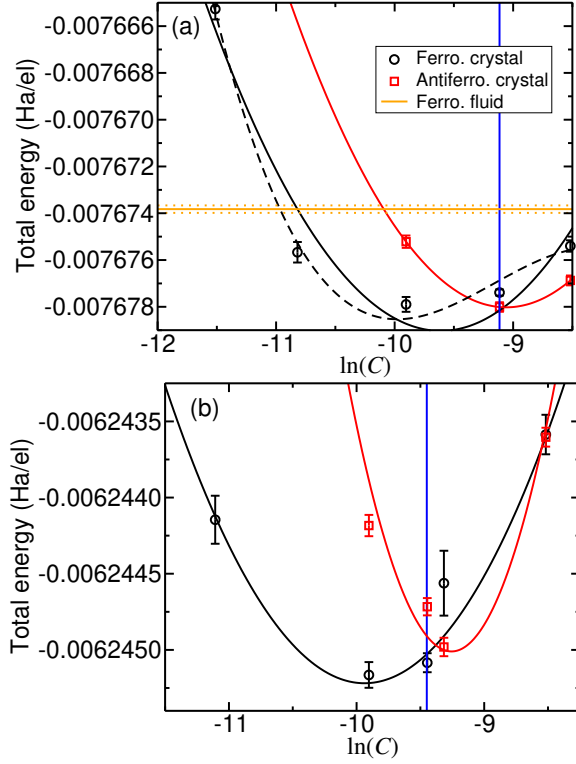 (a)
Ferro. crystal
Antiferro. crystal
Ferro. fluid
Total energy (Ha/el)
-0.007666
-0.007668
-0.007670
-0.007672
-0.007674
-0.007676
-0.007678
-12 -11 -10 -9
ln(C)
(b)
Total energy (Ha/el)
-0.0062435
-0.0062440
-0.0062445
-0.0062450
-11 -10 -9
ln(C)